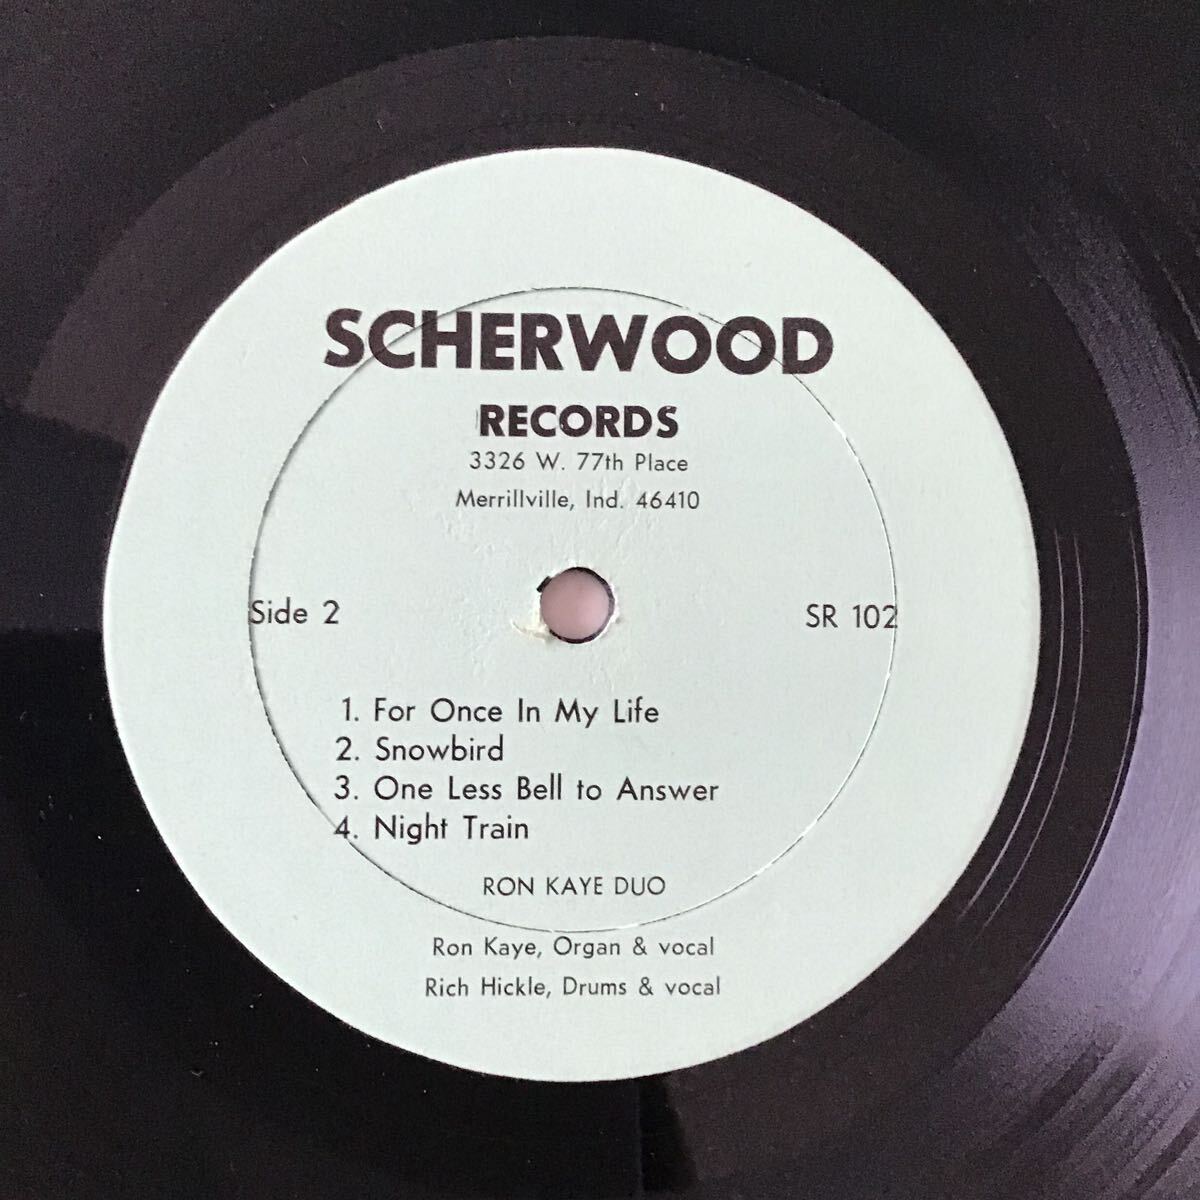 SCHERWOOD
RECORDS
3326 W. 77th Place
Merrillville, Ind. 46410
Side 2
SR 102
1. For Once In My Life
2. Snowbird
3. One Less Bell to Answer
4. Night Train
RON KAYE DUO
Ron Kaye, Organ & vocal
Rich Hickle, Drums & vocal